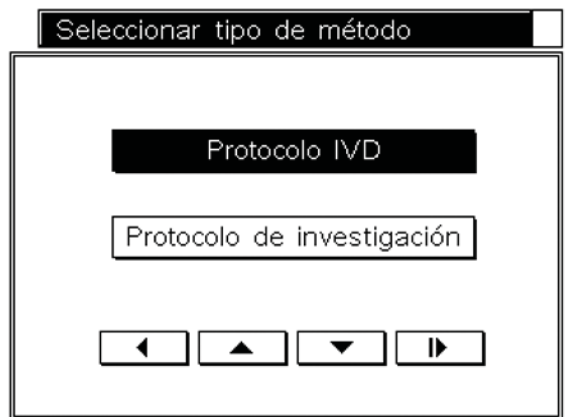 Seleccionar tipo de método
Protocolo IVD
Protocolo de investigación